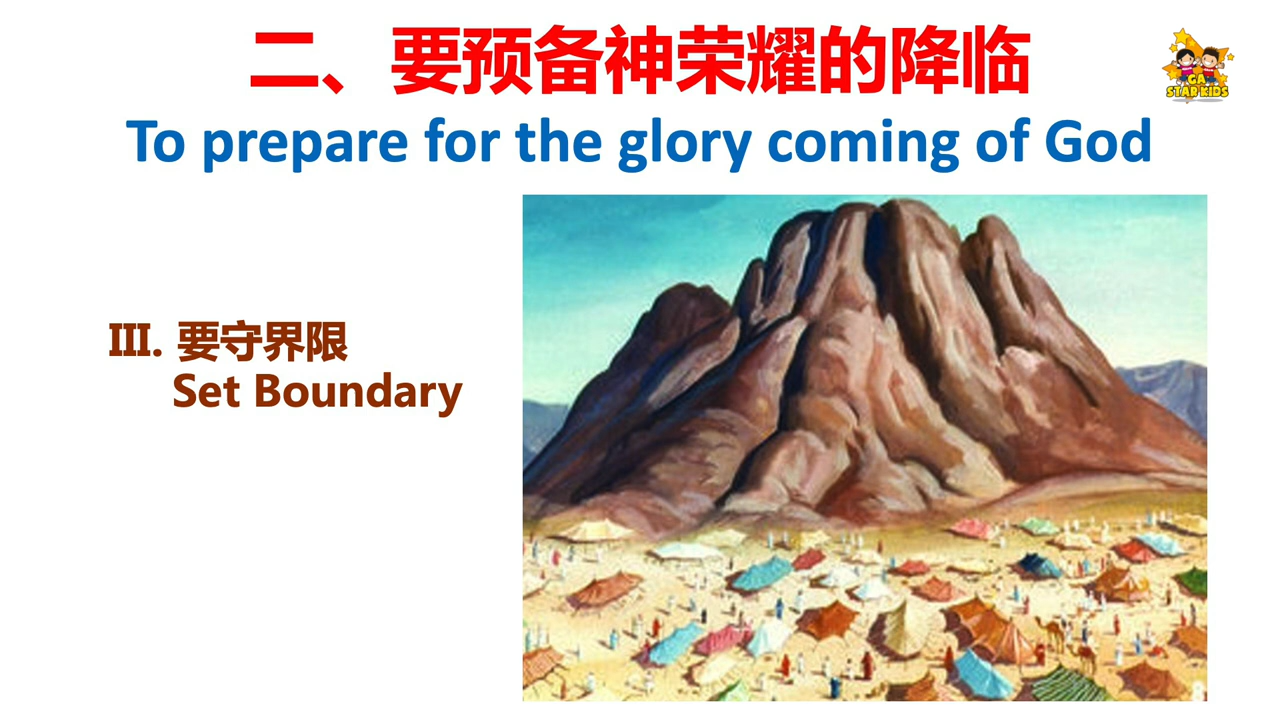 二、要预备神荣耀的降临
GA
STAR KIDS
To prepare for the glory coming of God
III. 要守界限
Set Boundary